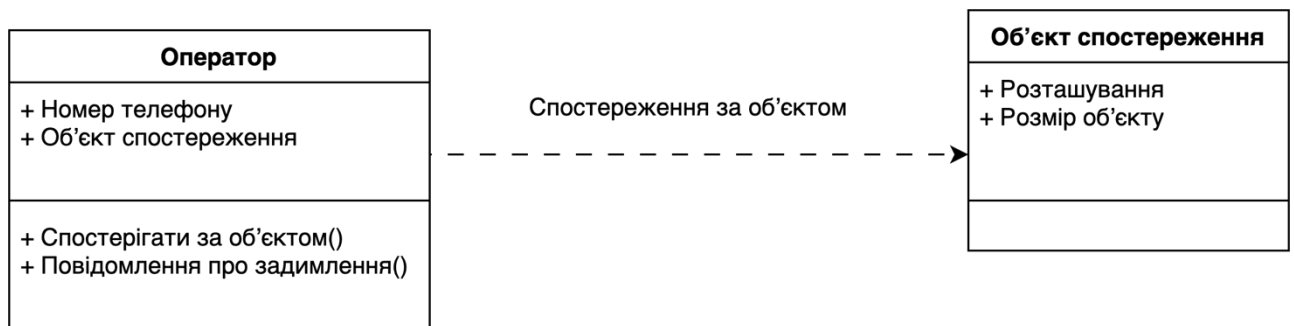 Оператор
+ Номер телефону
+ Об'єкт спостереження
+ Спостерігати за об'єктом()
+ Повідомлення про задимлення()
Спостереження за об'єктом
Об'єкт спостереження
+ Розташування
+ Розмір об'єкту